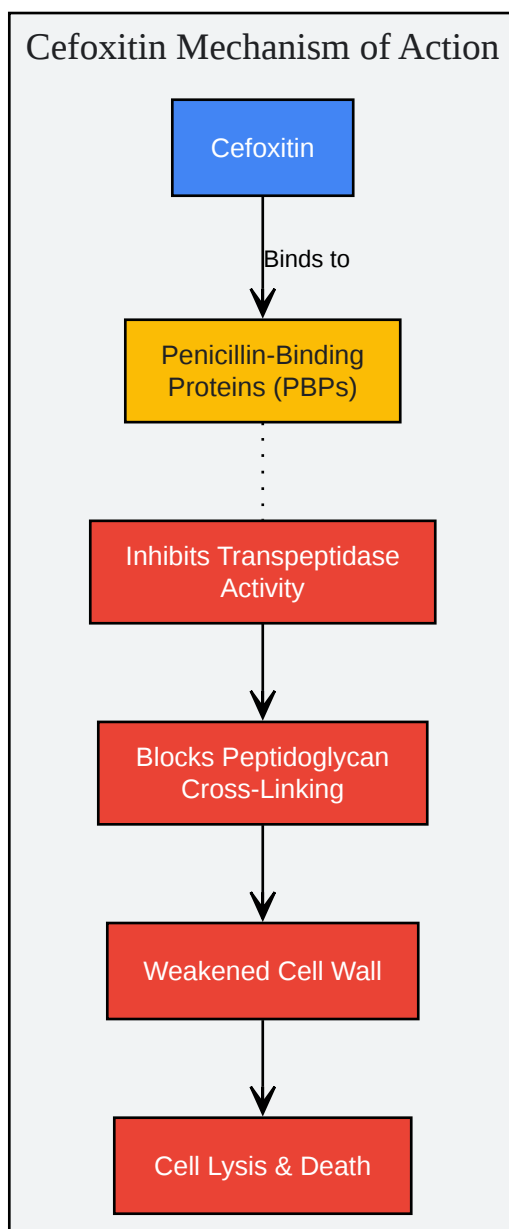 Cefoxitin Mechanism of Action
Cefoxitin
Binds to
Penicillin-Binding
Proteins (PBPs)
Inhibits Transpeptidase
Activity
Blocks Peptidoglycan
Cross-Linking
Weakened Cell Wall
Cell Lysis & Death